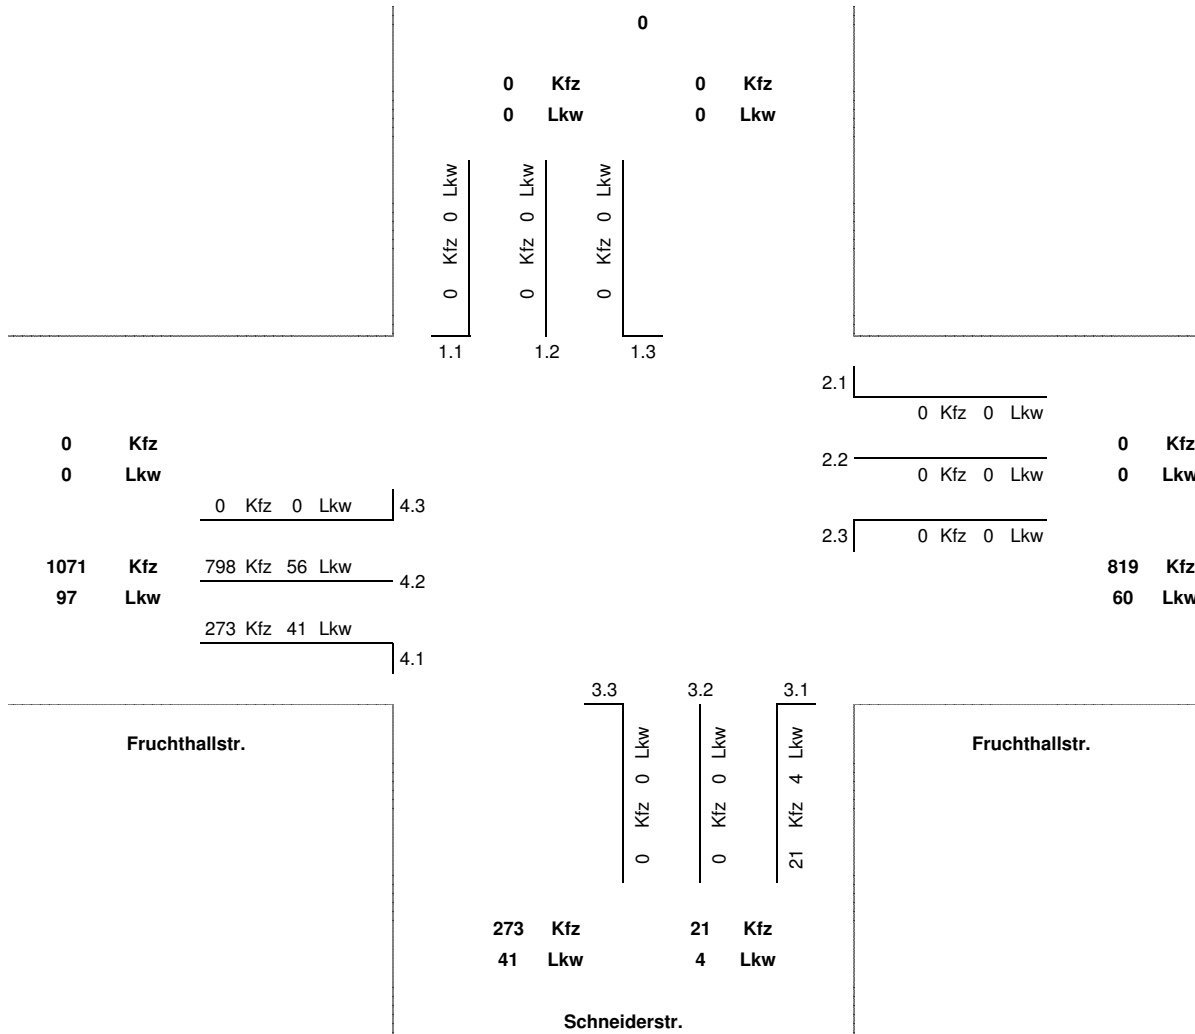 0
0 Kfz 0 Kfz
0 Lkw 0 Lkw
0 Kfz 0 Lkw
0 Kfz 0 Lkw
0 Kfz 0 Lkw
1.1 1.2 1.3
2.1
0 Kfz 0 Lkw
0 Kfz 0 Kfz
2.2
0 Lkw 0 Kfz 0 Lkw 0 Lkw
0 Kfz 0 Lkw 4.3
2.3 0 Kfz 0 Lkw
1071 Kfz 798 Kfz 56 Lkw 819 Kfz
4.2
97 Lkw 60 Lkw
273 Kfz 41 Lkw
4.1
3.3 3.2 3.1
Fruchthallstr. Fruchthallstr.
0 Kfz 0 Lkw
0 Kfz 0 Lkw
21 Kfz 4 Lkw
273 Kfz 21 Kfz
41 Lkw 4 Lkw
Schneiderstr.